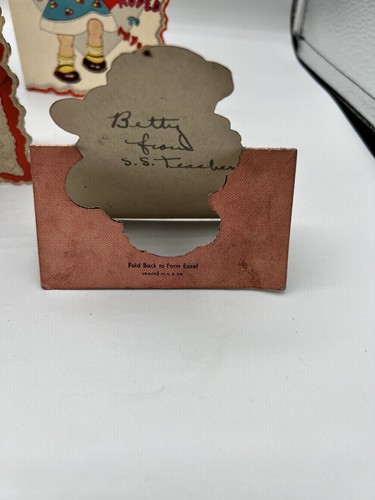 Betty
from
S.S. Teacher
Fold Back to Form Easel